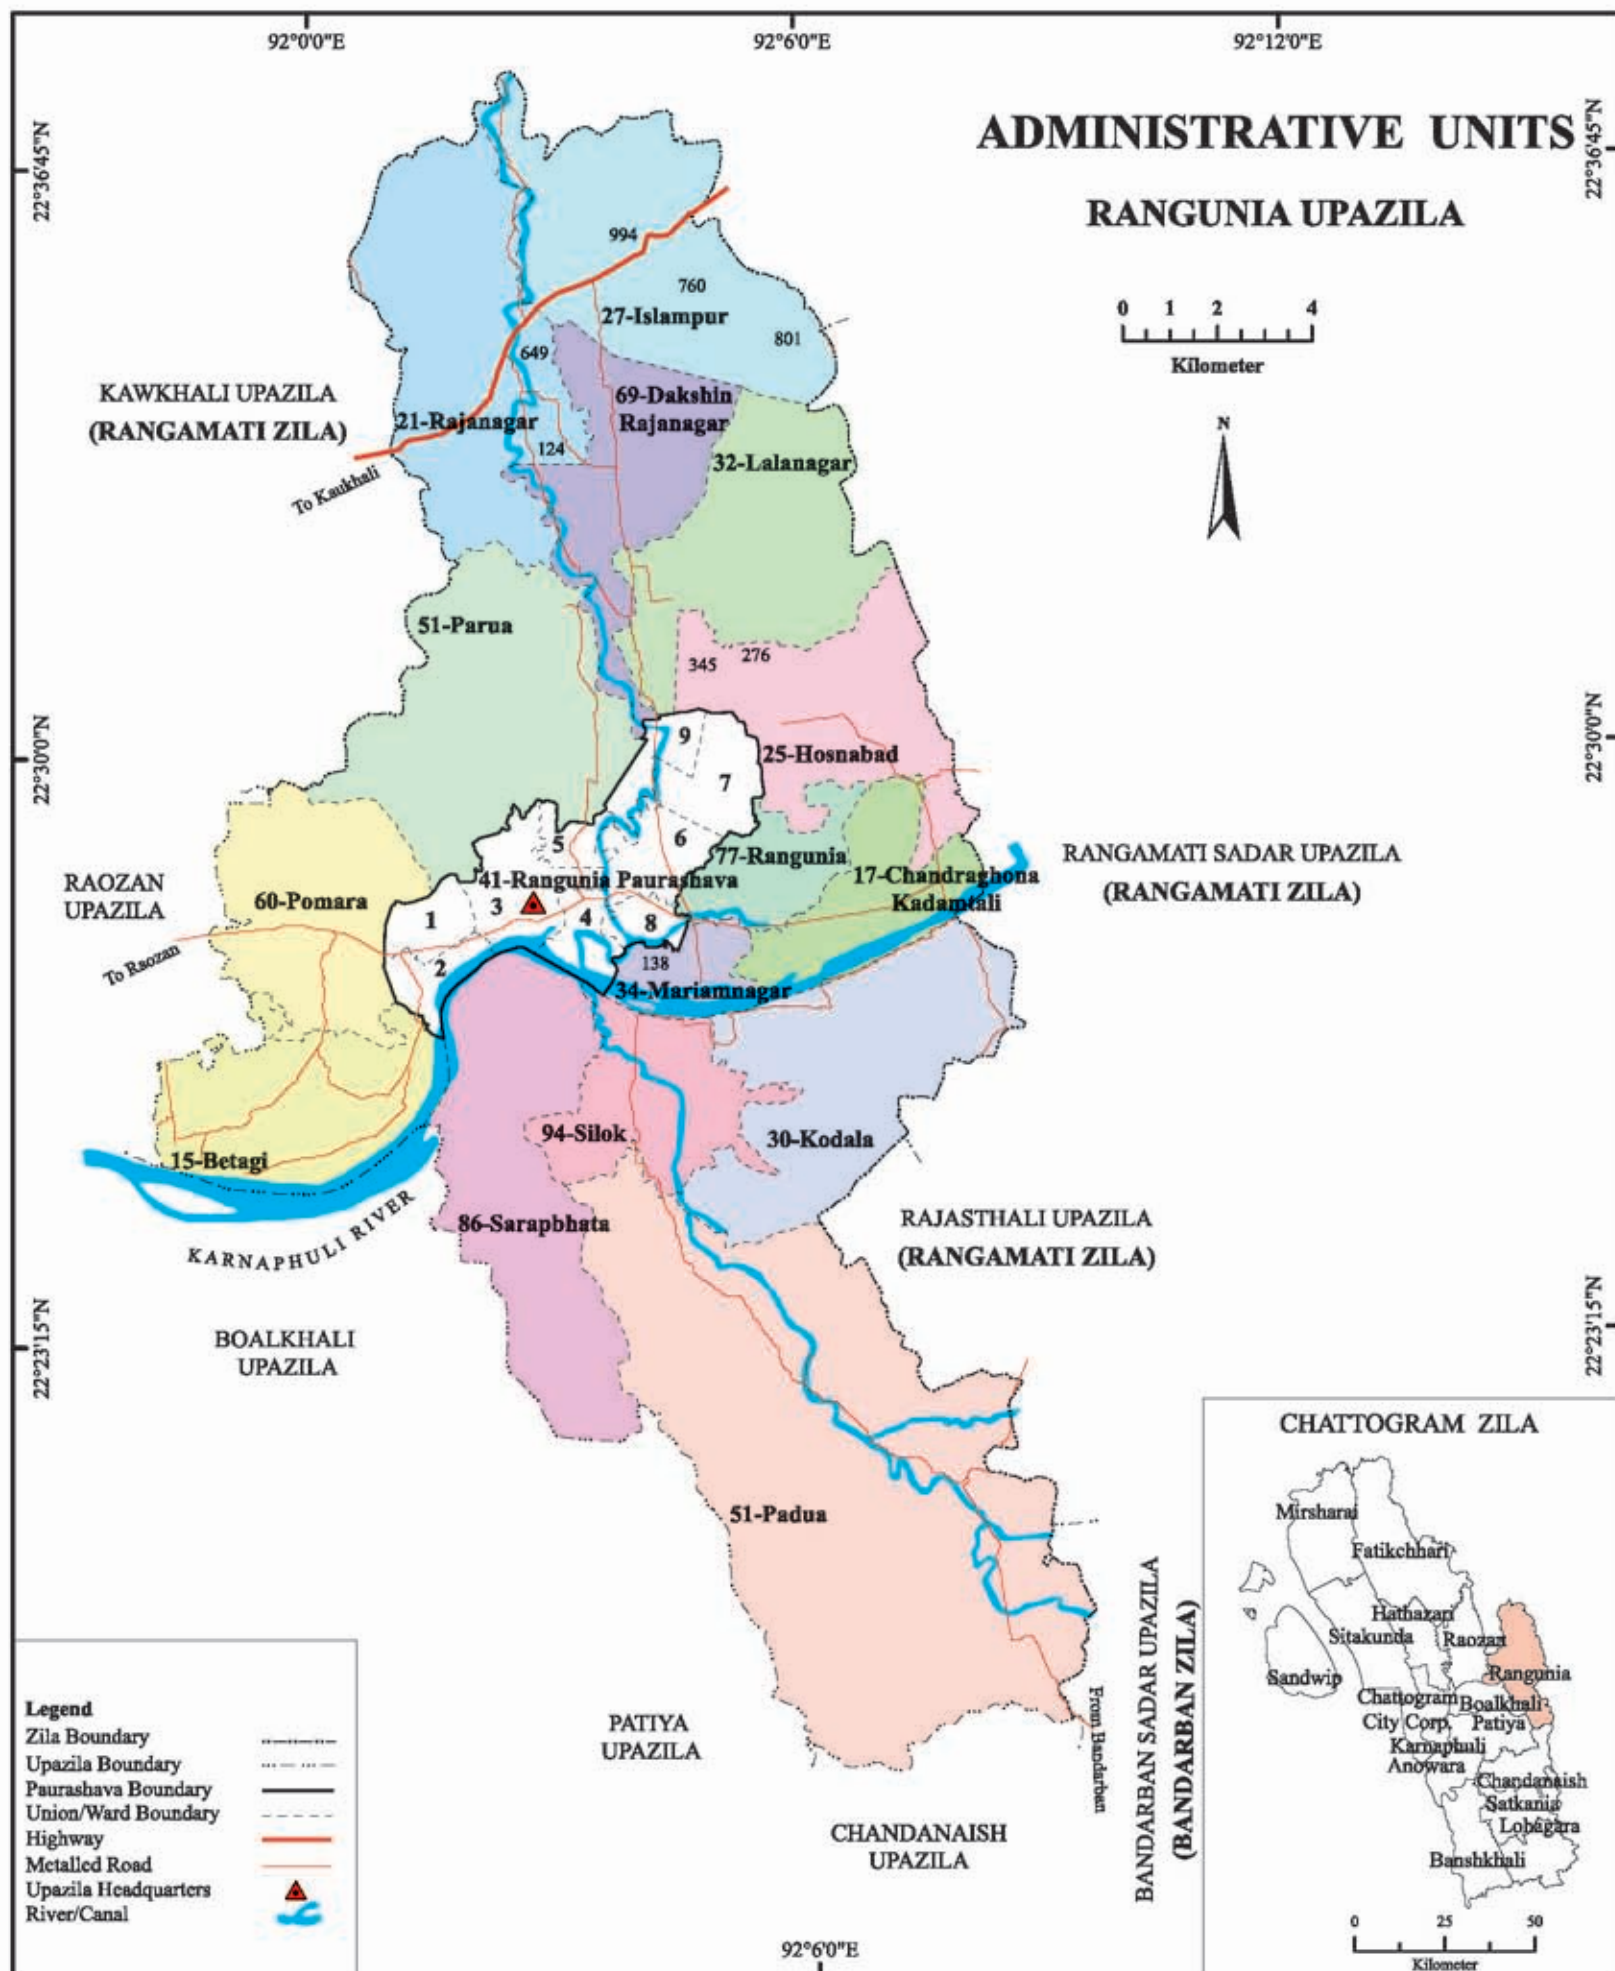 92°0'0"E
92°6'0"E
92°12'0"E
22°36'45"N
22°36'45"N
ADMINISTRATIVE UNITS
RANGUNIA UPAZILA
0 1 2 4
Kilometer
N
994
760
27-Islampur
801
649
69-Dakshin
Rajanagar
KAWKHALI UPAZILA
(RANGAMATI ZILA)
21-Rajanagar
124
32-Lalanagar
To Kaukhali
51-Parua
345
276
22°30'0"N
22°30'0"N
9
25-Hosnabad
7
5
6
77-Rangunia
RANGAMATI SADAR UPAZILA
(RANGAMATI ZILA)
RAOZAN
UPAZILA
60-Pomara
41-Rangunia Paurashava
17-Chandraghona
Kadamtali
1
3
4
8
To Raozan
2
138
34-Mariamnagar
94-Silok
30-Kodala
15-Betagi
86-Sarapbhata
KARNAPHULI RIVER
RAJASTHALI UPAZILA
(RANGAMATI ZILA)
BOALKHALI
UPAZILA
22°23'15"N
22°23'15"N
51-Padua
PATIYA
UPAZILA
From Bandarban
BANDARBAN SADAR UPAZILA
(BANDARBAN ZILA)
CHANDANAISH
UPAZILA
92°6'0"E
Legend
Zila Boundary
Upazila Boundary
Paurashava Boundary
Union/Ward Boundary
Highway
Metalled Road
Upazila Headquarters
River/Canal
CHATTOGRAM ZILA
Mirsharai
Fatikchhari
Hathazari
Sitakunda
Raozan
Sandwip
Rangunia
Chattogram
City Corp.
Boalkhali
Patiya
Karnaphuli
Anowara
Chandanaish
Satkania
Lohagara
Banshkhali
0 25 50
Kilometer